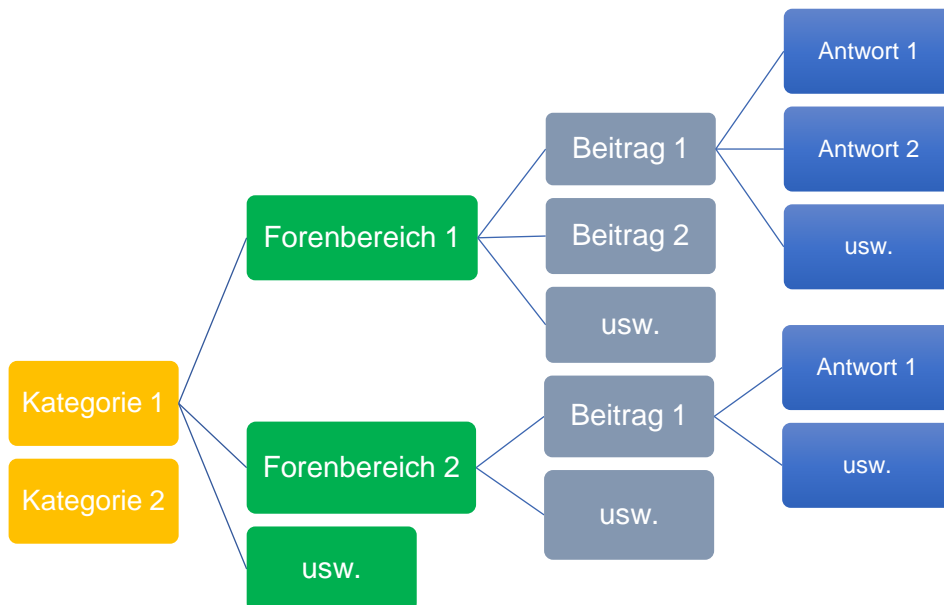 Kategorie 1
Kategorie 2
Forenbereich 1
Forenbereich 2
usw.
Beitrag 1
Beitrag 2
usw.
Beitrag 1
usw.
Antwort 1
Antwort 2
usw.
Antwort 1
usw.